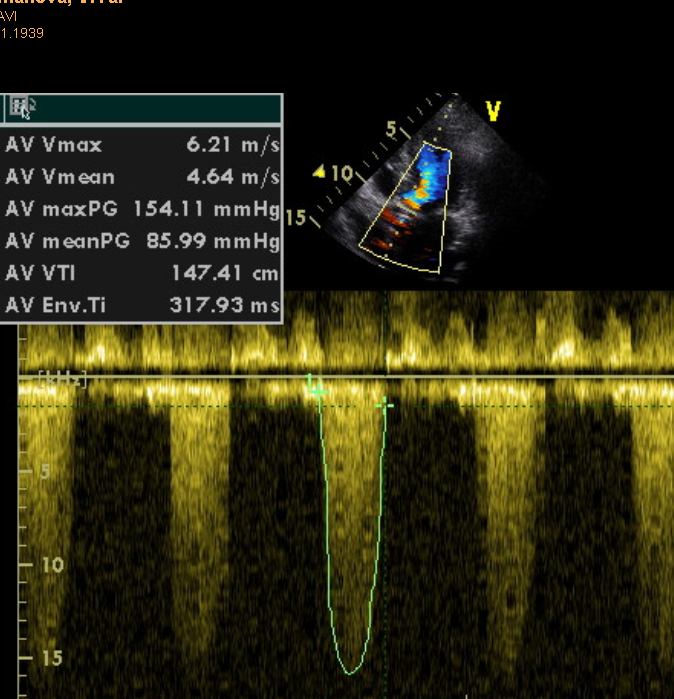 AVI
1.1939
V
5
10
15
AV Vmax 6.21 m/s
AV Vmean 4.64 m/s
AV maxPG 154.11 mmHg
AV meanPG 85.99 mmHg
AV VTI 147.41 cm
AV Env.Ti 317.93 ms
[kHz]
5
10
15